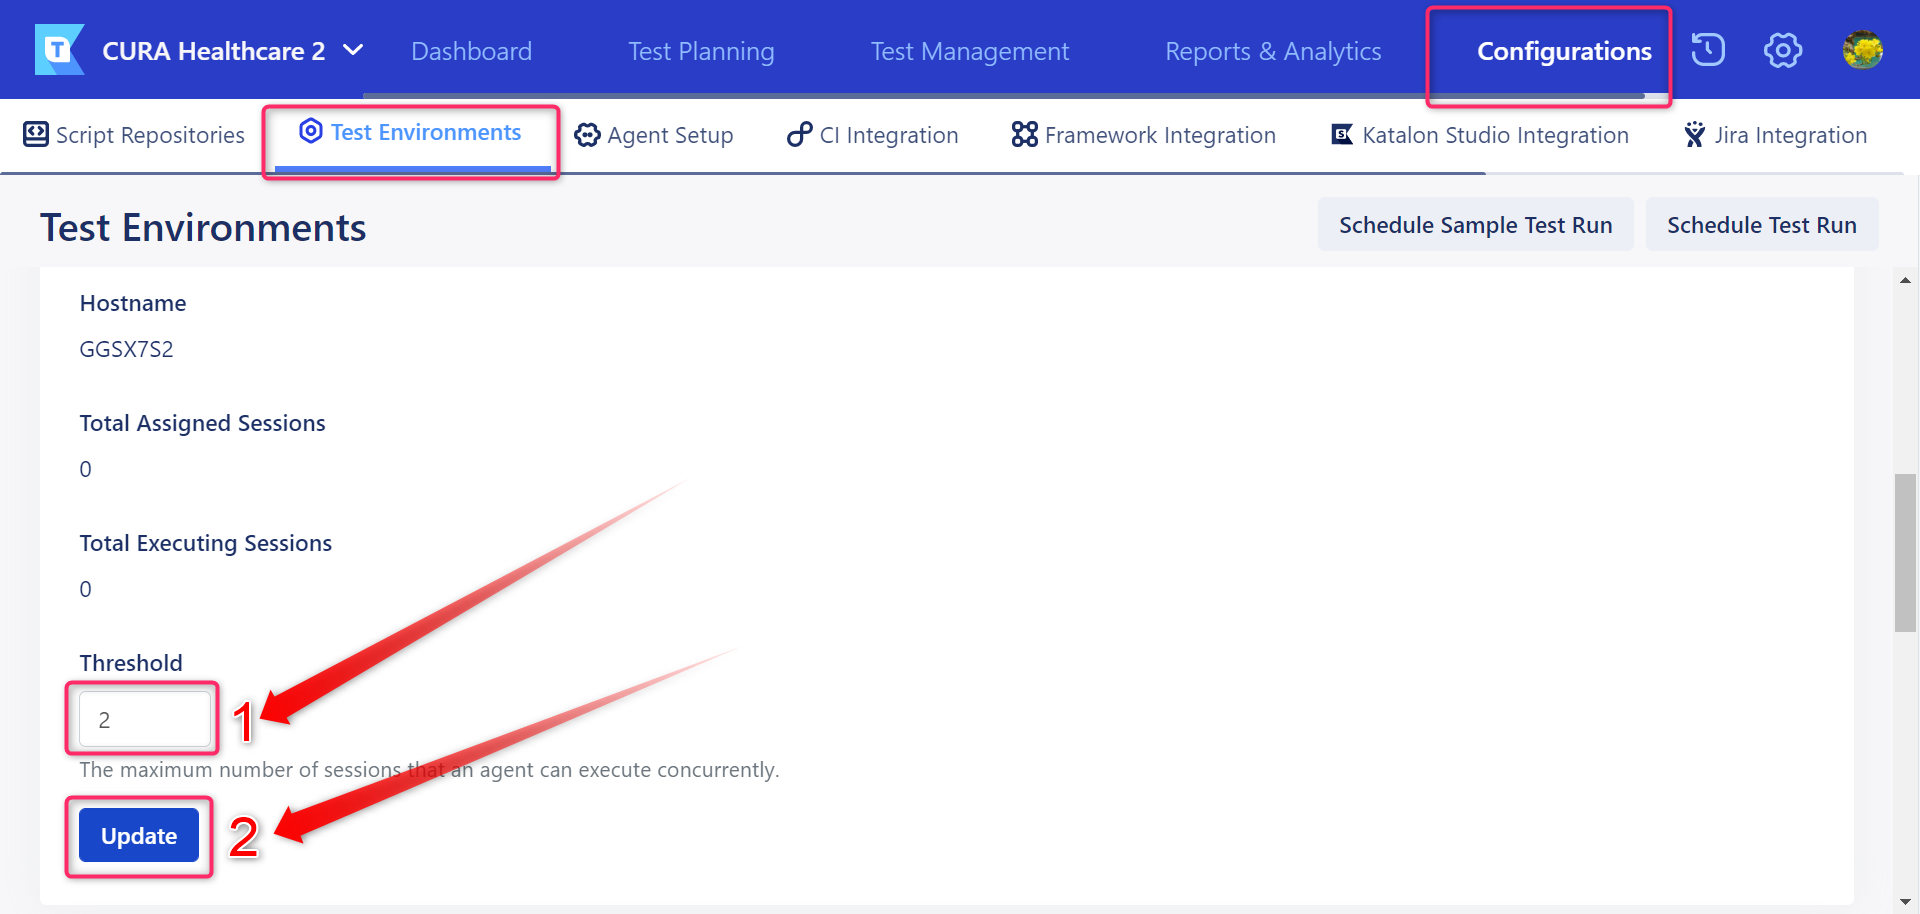 T CURA Healthcare 2 Dashboard Test Planning Test Management Reports & Analytics Configurations
Script Repositories Test Environments Agent Setup CI Integration Framework Integration S Katalon Studio Integration Jira Integration
Test Environments Schedule Sample Test Run Schedule Test Run
Hostname
GGSX7S2
Total Assigned Sessions
0
Total Executing Sessions
0
Threshold
2 1
The maximum number of sessions that an agent can execute concurrently.
Update 2